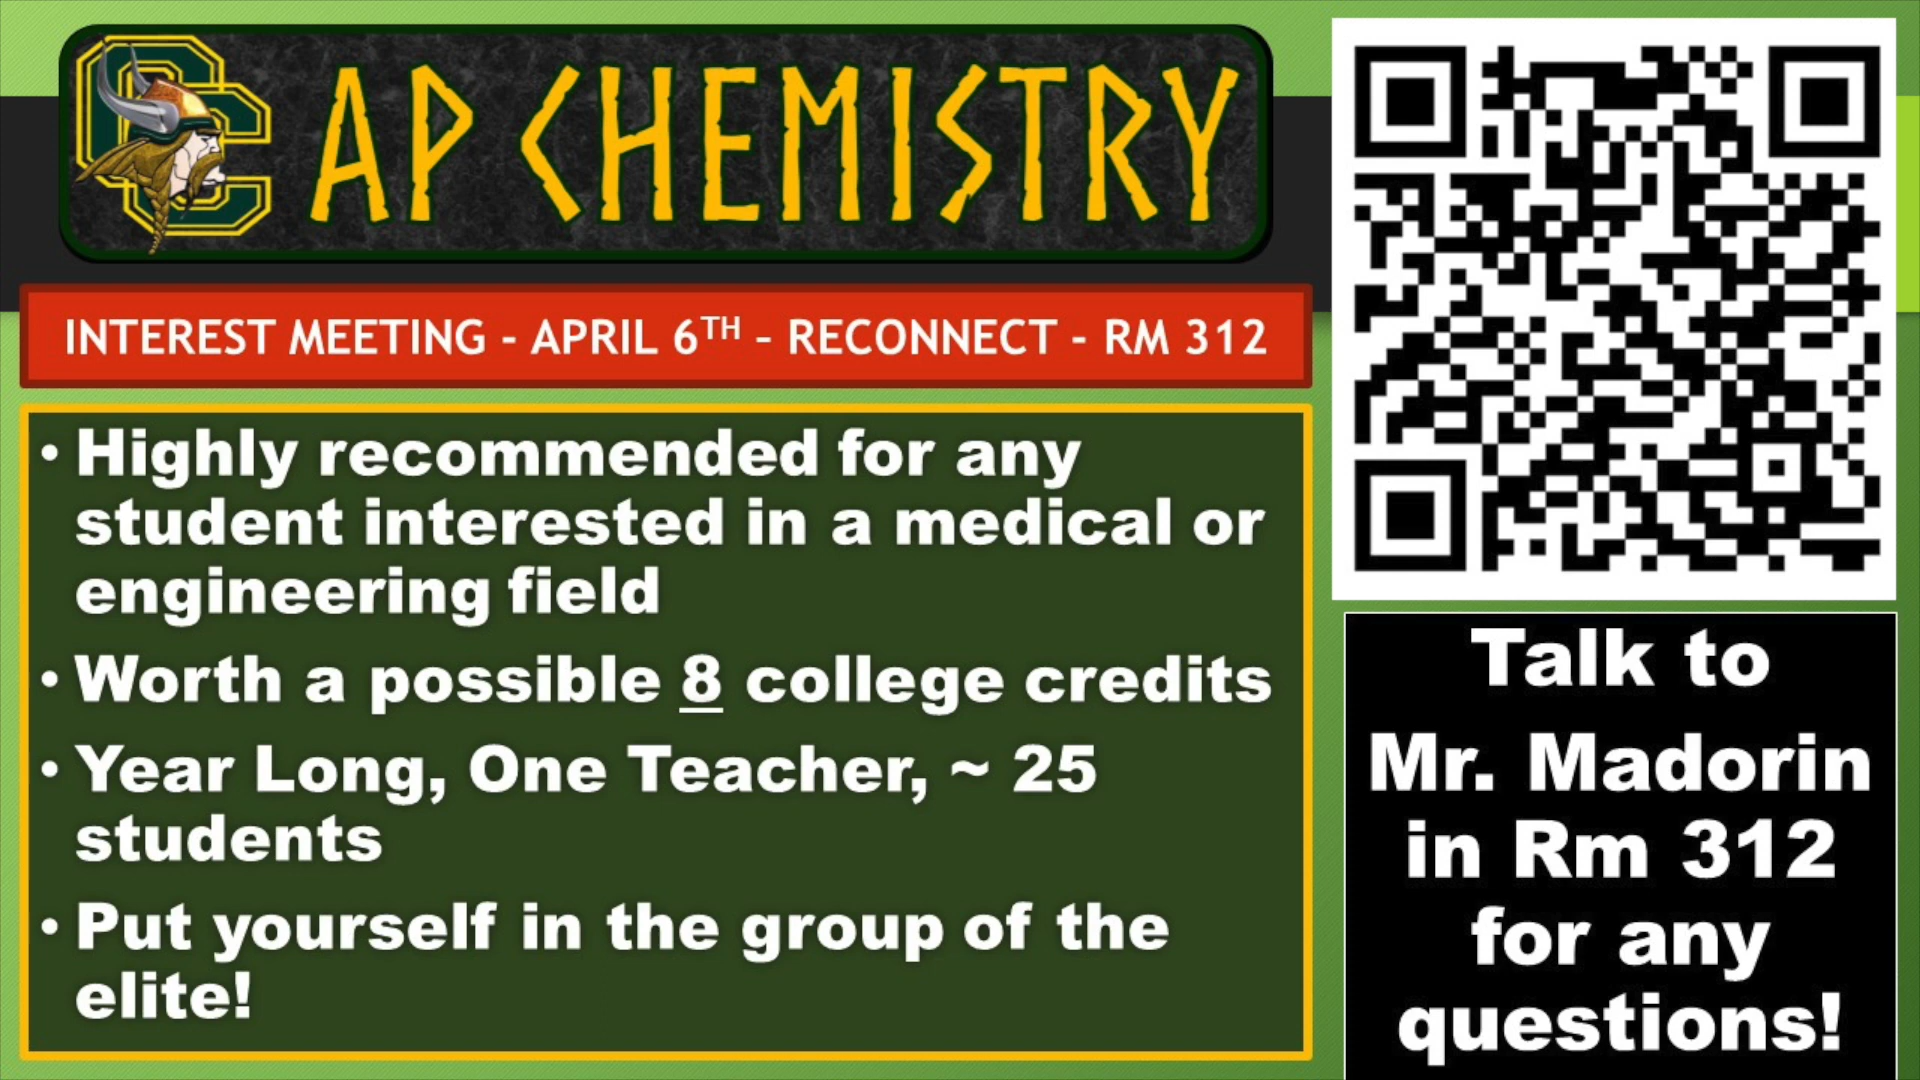 AP CHEMISTRY
INTEREST MEETING - APRIL 6TH - RECONNECT - RM 312
• Highly recommended for any
student interested in a medical or
engineering field
• Worth a possible 8 college credits
• Year Long, One Teacher, ~ 25
students
• Put yourself in the group of the
elite!
Talk to
Mr. Madorin
in Rm 312
for any
questions!